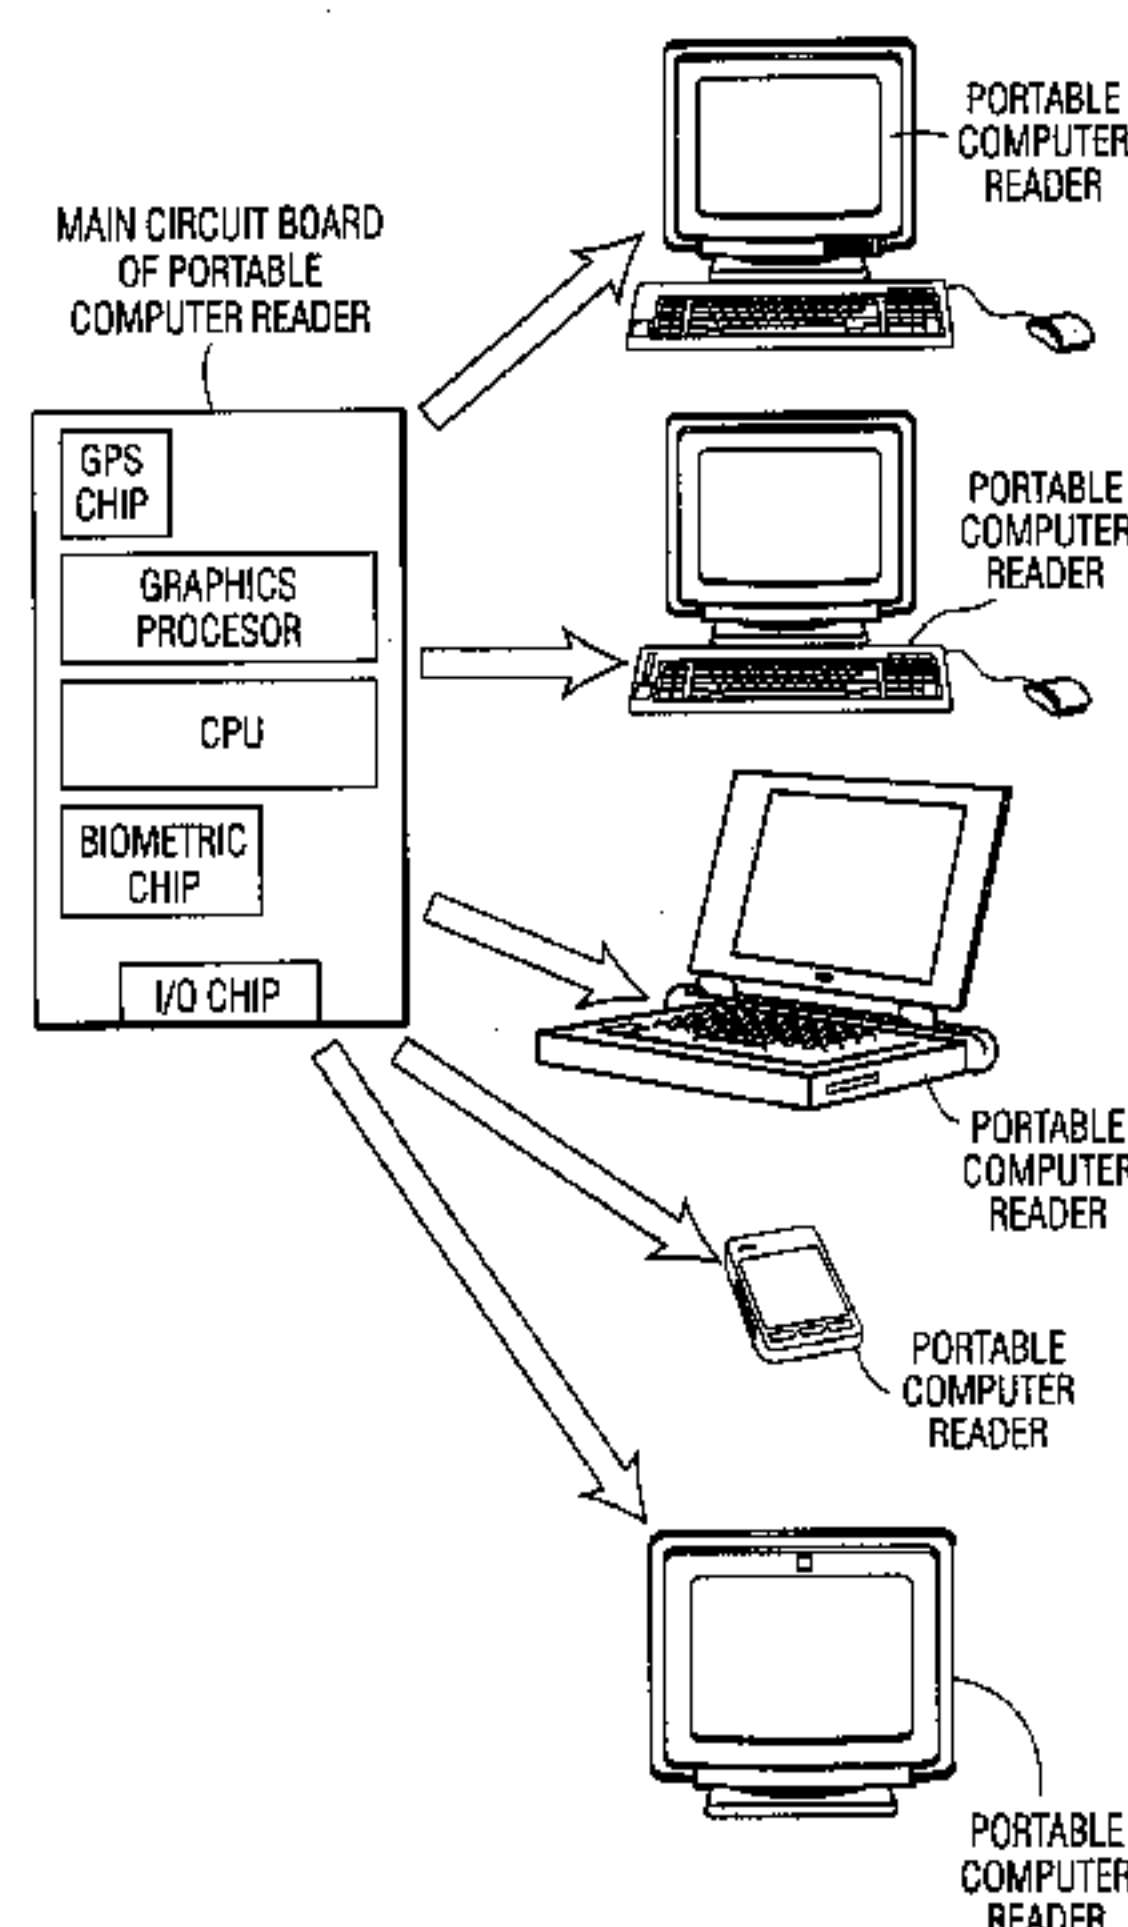 PORTABLE
COMPUTER
READER
MAIN CIRCUIT BOARD
OF PORTABLE
COMPUTER READER
GPS
CHIP
GRAPHICS
PROCESOR
CPU
BIOMETRIC
CHIP
I/O CHIP
PORTABLE
COMPUTER
READER
PORTABLE
COMPUTER
READER
PORTABLE
COMPUTER
READER
PORTABLE
COMPUTER
READER